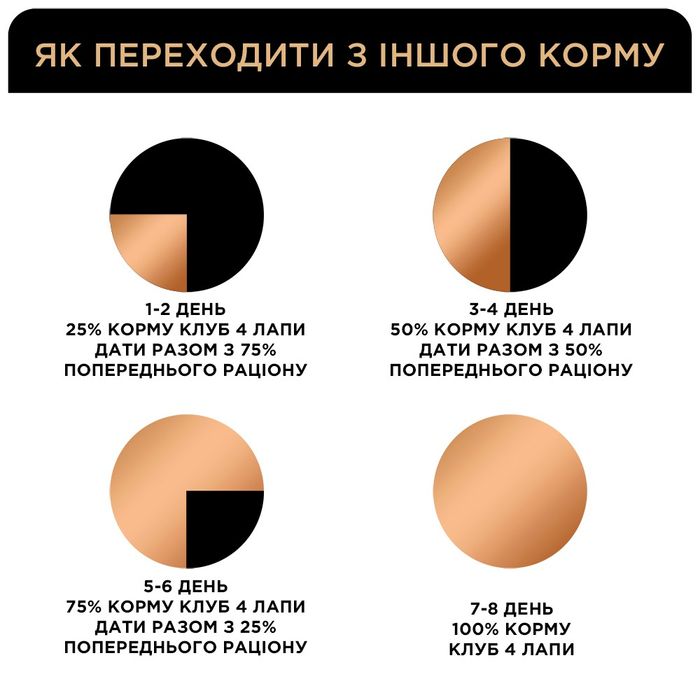 ЯК ПЕРЕХОДИТИ З ІНШОГО КОРМУ
1-2 ДЕНЬ
25% КОРМУ КЛУБ 4 ЛАПИ
ДАТИ РАЗОМ З 75%
ПОПЕРЕДНЬОГО РАЦІОНУ
3-4 ДЕНЬ
50% КОРМУ КЛУБ 4 ЛАПИ
ДАТИ РАЗОМ З 50%
ПОПЕРЕДНЬОГО РАЦІОНУ
5-6 ДЕНЬ
75% КОРМУ КЛУБ 4 ЛАПИ
ДАТИ РАЗОМ З 25%
ПОПЕРЕДНЬОГО РАЦІОНУ
7-8 ДЕНЬ
100% КОРМУ
КЛУБ 4 ЛАПИ